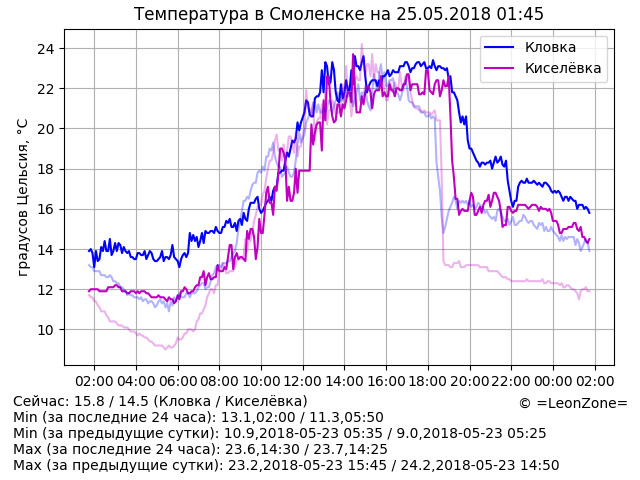 Температура в Смоленске на 25.05.2018 01:45
градусов Цельсия, °C
24
22
20
18
16
14
12
10
Кловка
Киселёвка
02:00 04:00 06:00 08:00 10:00 12:00 14:00 16:00 18:00 20:00 22:00 00:00 02:00
Сейчас: 15.8 / 14.5 (Кловка / Киселёвка)
© =LeonZone=
Min (за последние 24 часа): 13.1,02:00 / 11.3,05:50
Min (за предыдущие сутки): 10.9,2018-05-23 05:35 / 9.0,2018-05-23 05:25
Max (за последние 24 часа): 23.6,14:30 / 23.7,14:25
Max (за предыдущие сутки): 23.2,2018-05-23 15:45 / 24.2,2018-05-23 14:50